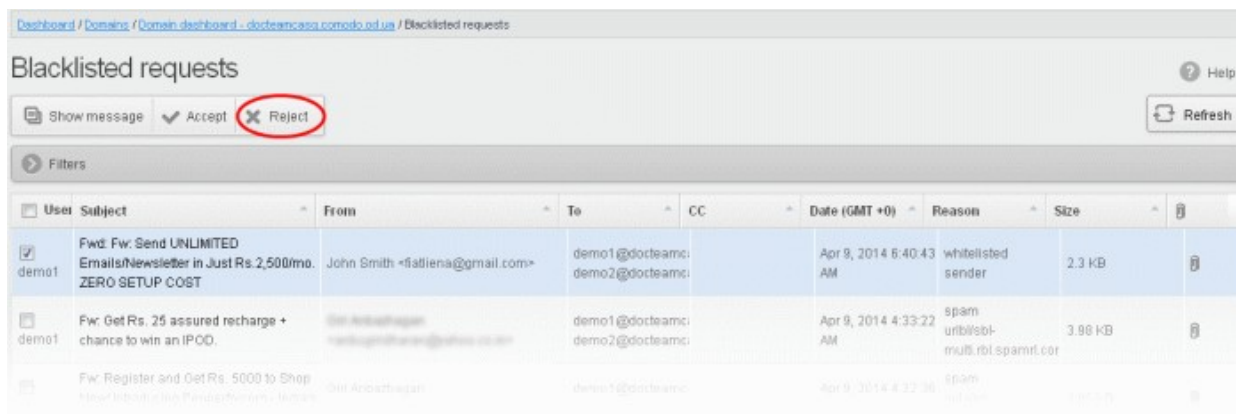 Dashboard / Domains / Domain dashboard - docteamcasg.comodo.od.ua / Blacklisted requests
Blacklisted requests
Help
Show message Accept Reject
Refresh
Filters
User Subject From To CC Date (GMT +0) Reason Size
Fwd: Fw: Send UNLIMITED
Emails/Newsletter in Just Rs.2,500/mo.
ZERO SETUP COST
demo1
John Smith <fiatliena@gmail.com>
demo1@docteamc
demo2@docteamc
Apr 9, 2014 6:40:43
AM
whitelisted
sender
2.3 KB
Fw: Get Rs. 25 assured recharge +
chance to win an IPOD.
demo1
demo1@docteamc
demo2@docteamc
Apr 9, 2014 4:33:22
AM
spam
multi.rbl.spamrl.cor
3.98 KB
Fw: Register and Get Rs. 5000 to Shop
demo1@docteamc
spam